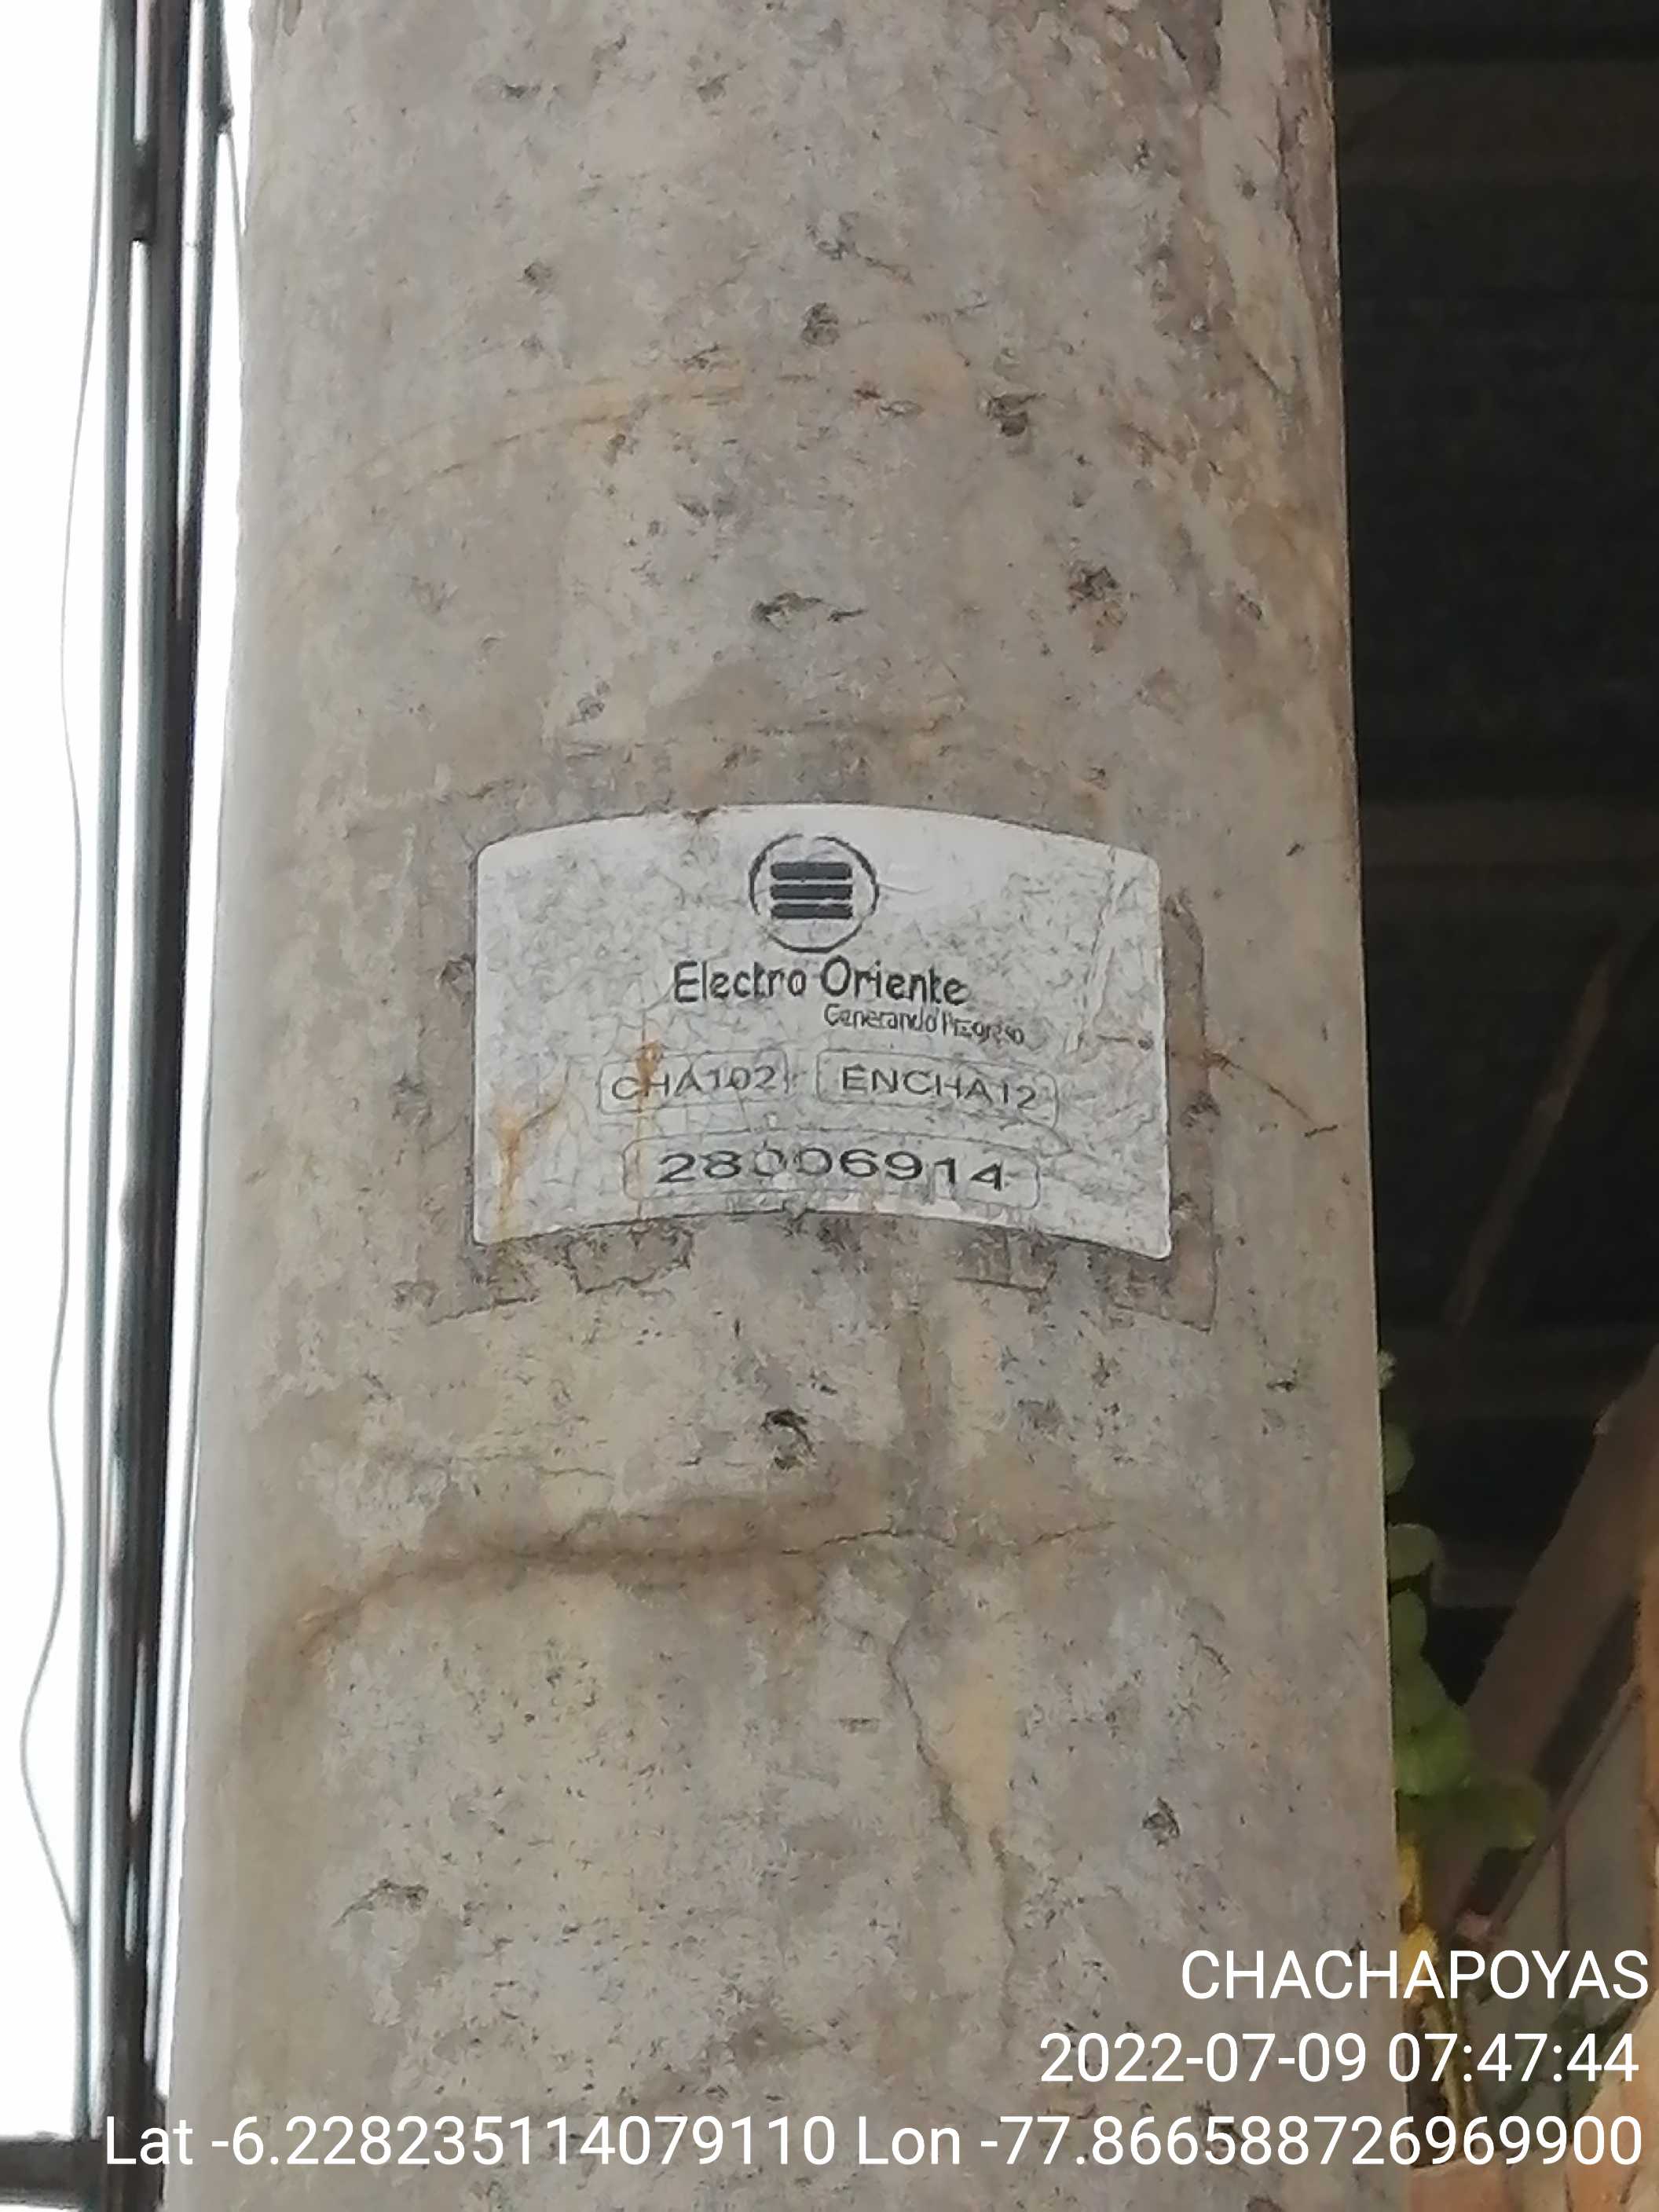 Electro Oriente
Generando Progreso
CHA102 ENCHA12
28006914
CHACHAPOYAS
2022-07-09 07:47:44
Lat -6.228235114079110 Lon -77.866588726969900